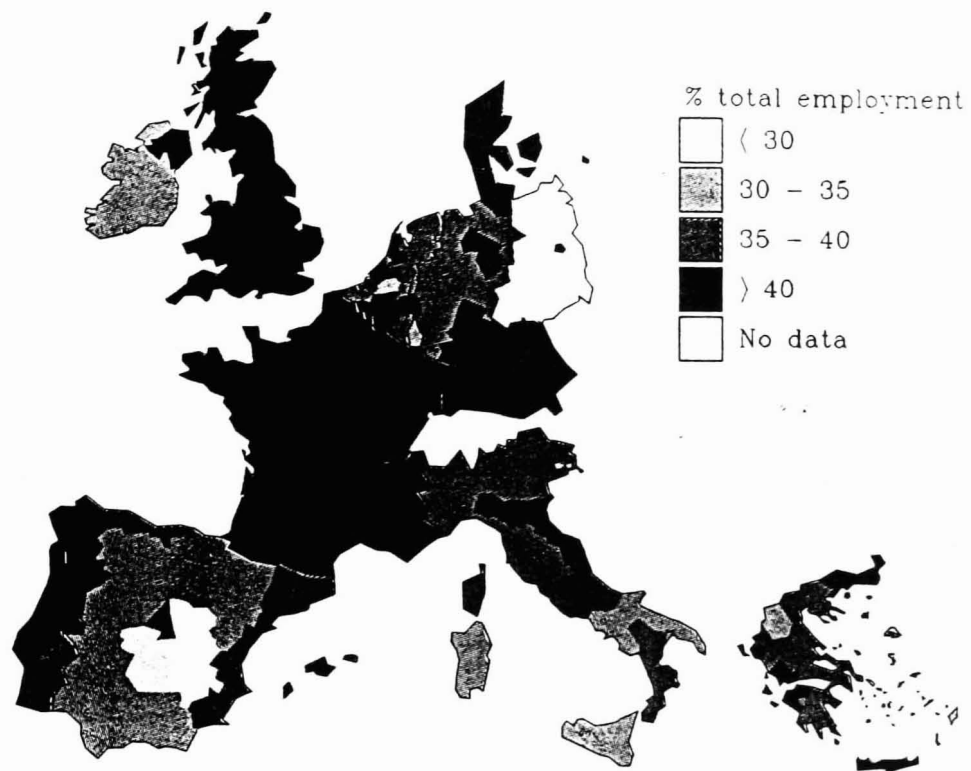 % total employment
⟨ 30
30 – 35
35 – 40
⟩ 40
No data